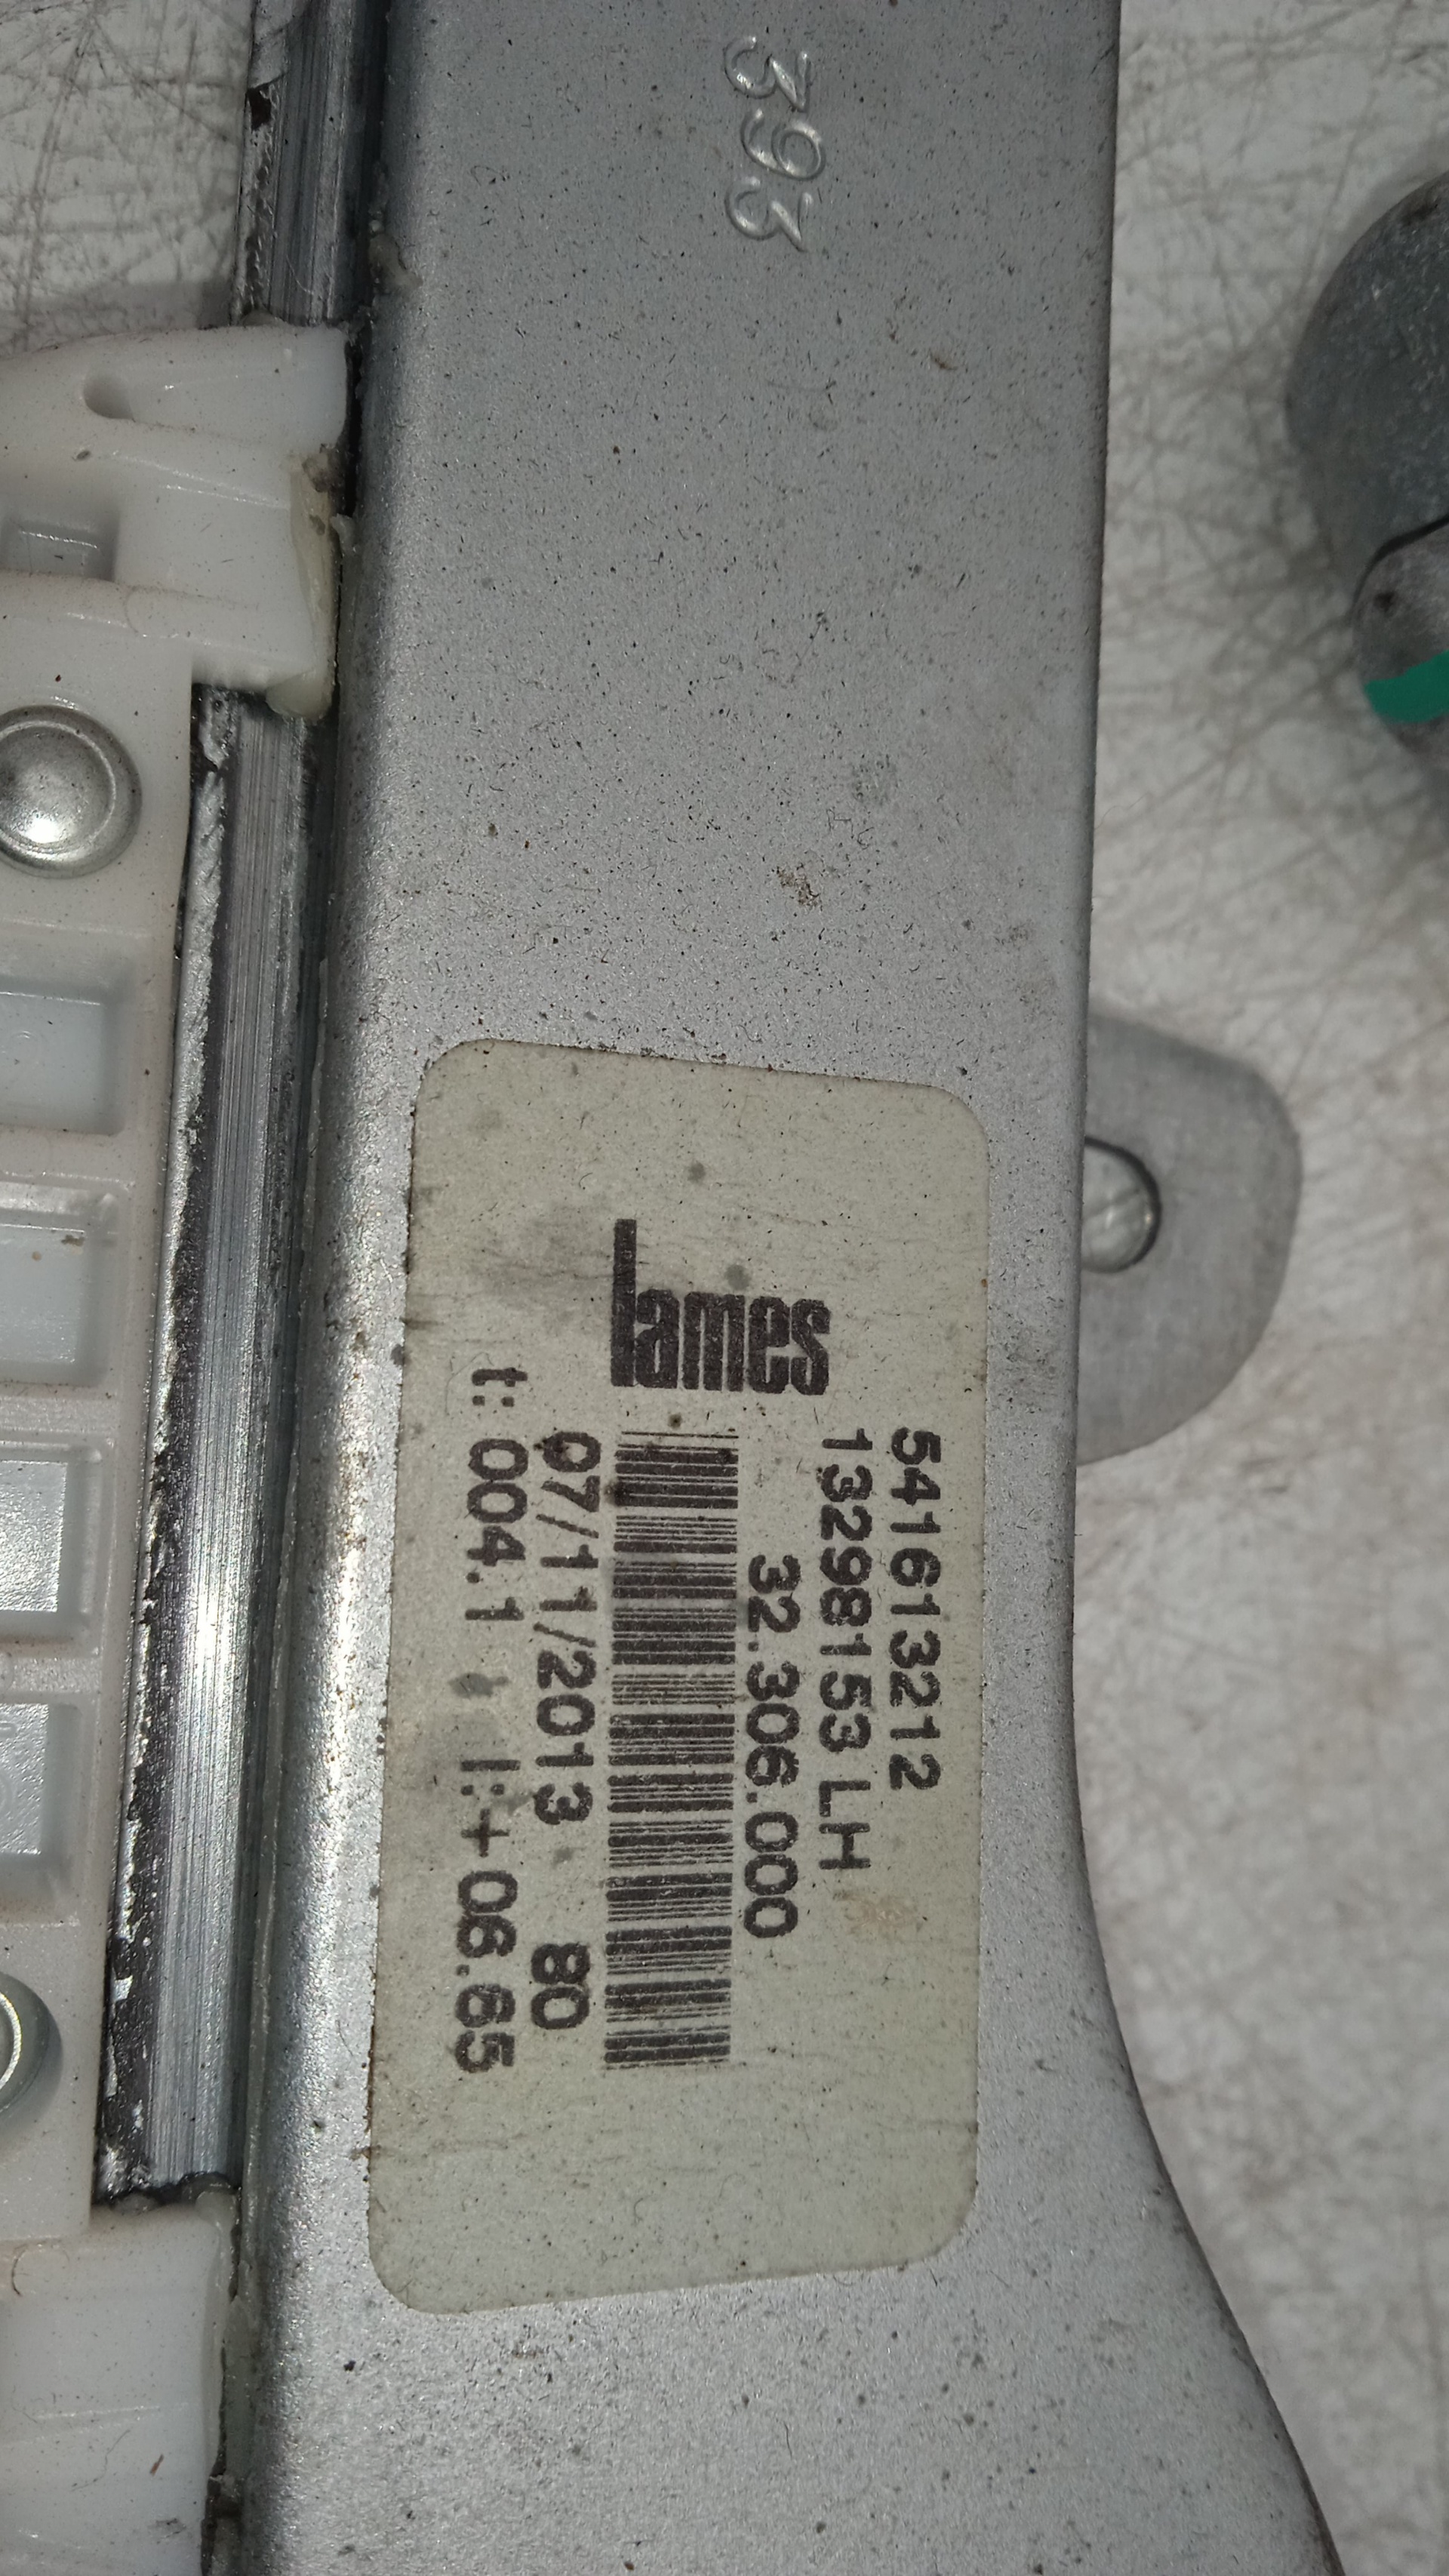 393
lames
541613212
13298153 LH
32.306.000
07/11/2013 80
t: 004.1 l:+06.65